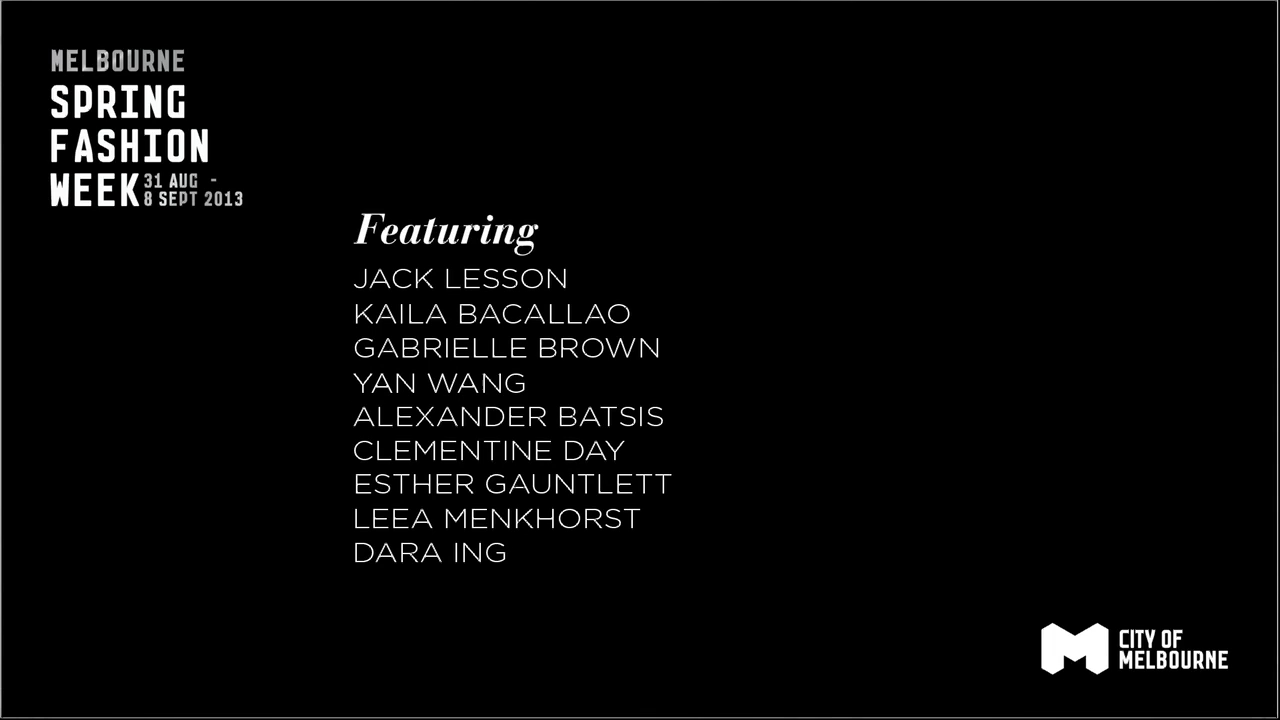 MELBOURNE
SPRING
FASHION
WEEK 31 AUG -
8 SEPT 2013
Featuring
JACK LESSON
KAILA BACALLAO
GABRIELLE BROWN
YAN WANG
ALEXANDER BATSIS
CLEMENTINE DAY
ESTHER GAUNTLETT
LEEA MENKHORST
DARA ING
CITY OF
MELBOURNE